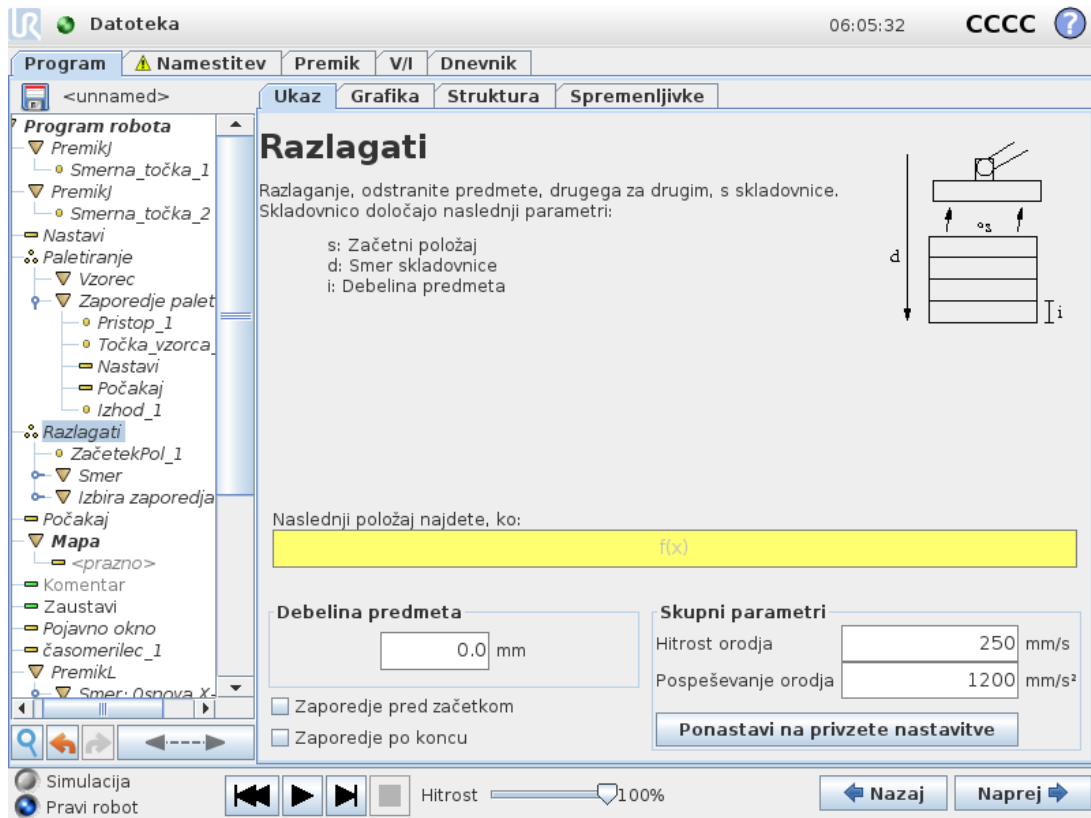 UR Datoteka 06:05:32 CCCC ?
Program Namestitev Premik V/I Dnevnik
<unnamed>
Ukaz Grafika Struktura Spremenljivke
Program robota
PremikJ
Smerna_točka_1
PremikJ
Smerna_točka_2
Nastavi
Paletiranje
Vzorec
Zaporedje palet
Pristop_1
Točka_vzorca_
Nastavi
Počakaj
Izhod_1
Razlagati
ZačetekPol_1
Smer
Izbira zaporedja
Počakaj
Mapa
<prazno>
Komentar
Zaustavi
Pojavno okno
časomerilec_1
PremikL
Smer: Osnova X-
Razlagati
Razlaganje, odstranite predmete, drugega za drugim, s skladovnice.
Skladovnico določajo naslednji parametri:
s: Začetni položaj
d: Smer skladovnice
i: Debelina predmeta
d
s
i
Naslednji položaj najdete, ko:
f(x)
Debelina predmeta
0.0 mm
Zaporedje pred začetkom
Zaporedje po koncu
Skupni parametri
Hitrost orodja 250 mm/s
Pospeševanje orodja 1200 mm/s²
Ponastavi na privzete nastavitve
Simulacija
Pravi robot
Hitrost 100%
Nazaj Naprej